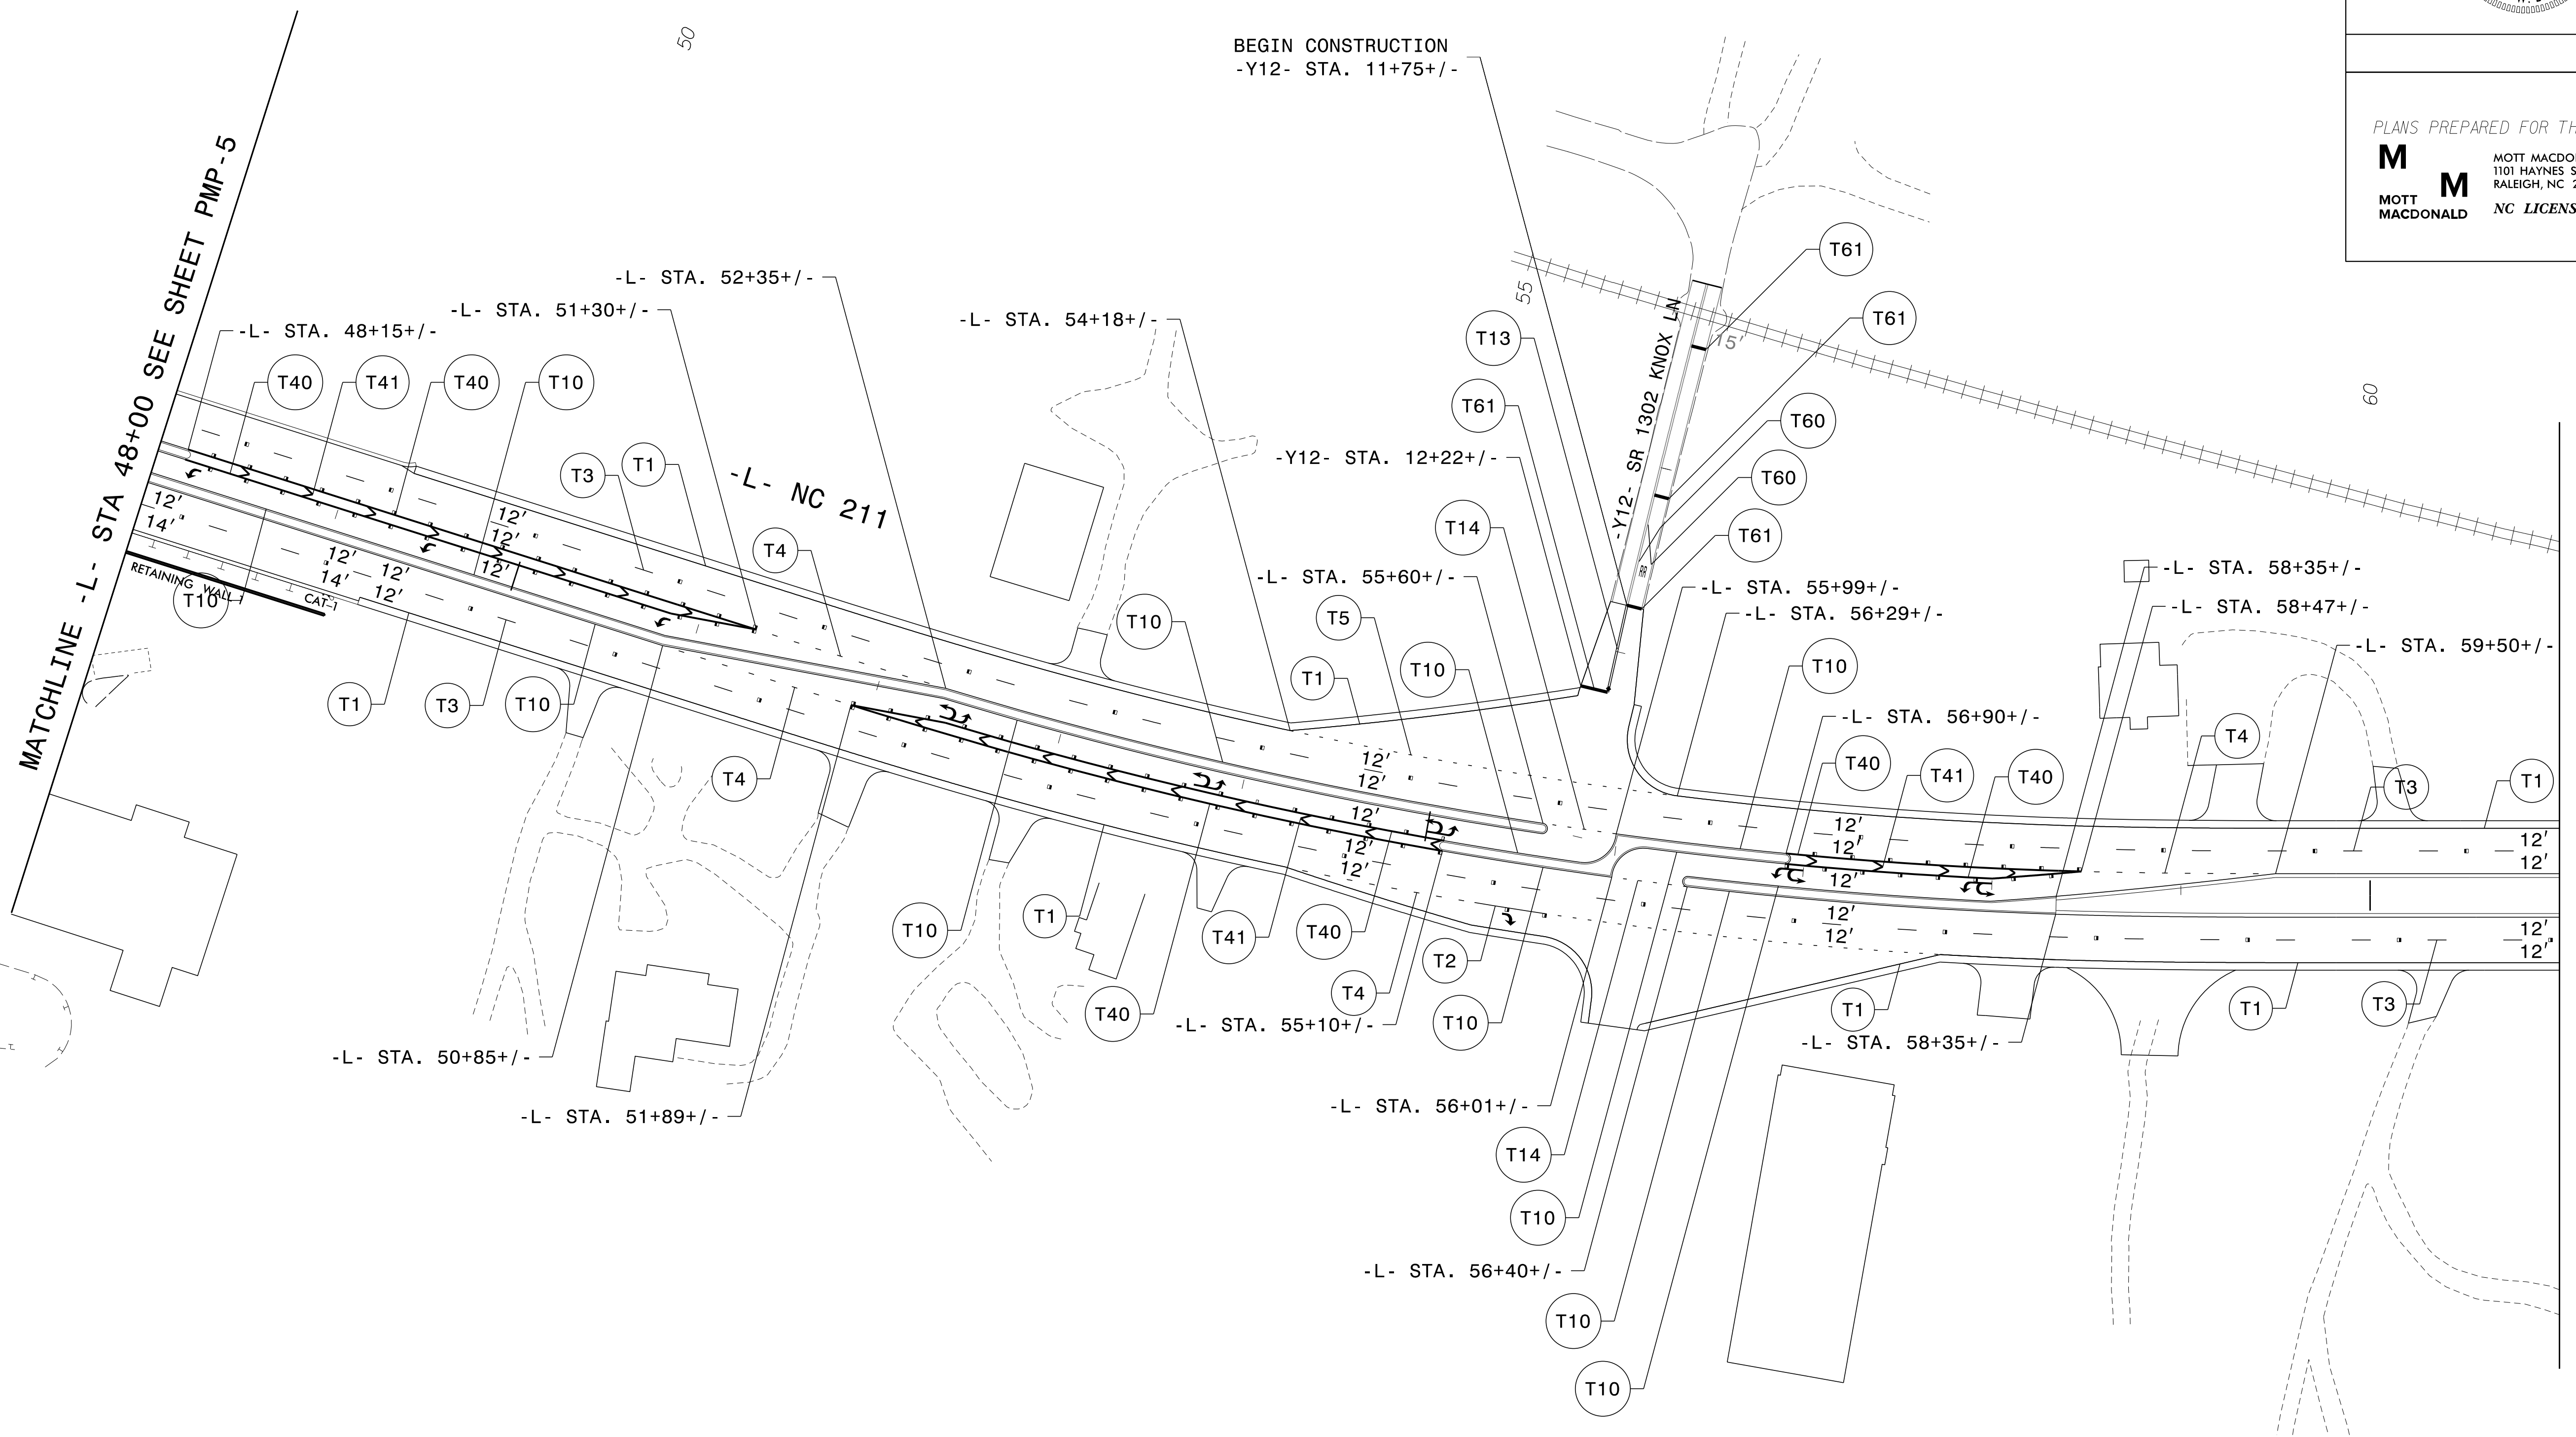 50
BEGIN CONSTRUCTION
-Y12- STA. 11+75+/-
PLANS PREPARED FOR
M
M
MOTT
MACDONALD
MOTT
1101 HAYNES
RALEIGH, NC
NC
MATCHLINE -L- STA 48+00 SEE SHEET PMP-5
-L- STA. 52+35+/-
-L- STA. 51+30+/-
-L- STA. 48+15+/-
-L- STA. 54+18+/-
55
T61
T61
T13
15'
T61
-Y12- SR 1302 KNOX LN
60
T40
T41
T40
T10
T60
-Y12- STA. 12+22+/-
T3
T1
-L- NC 211
T60
T14
T61
T4
12'
12'
12'
14'
12'
14'
12'
12'
12'
RETAINING WALL-1
CAT-1
T10
-L- STA. 55+60+/-
-L- STA. 55+99+/-
-L- STA. 56+29+/-
-L- STA. 58+35+/-
-L- STA. 58+47+/-
-L- STA. 59+50+/-
T10
T5
T10
T10
T1
T1
T3
T10
-L- STA. 56+90+/-
T4
T4
T40
T41
T40
T3
T1
12'
12'
12'
12'
12'
12'
12'
12'
12'
12'
12'
12'
12'
12'
RR
T10
T1
T41
T40
T2
T4
T40
T10
-L- STA. 55+10+/-
T1
T1
T3
-L- STA. 58+35+/-
-L- STA. 50+85+/-
-L- STA. 51+89+/-
-L- STA. 56+01+/-
T14
T10
-L- STA. 56+40+/-
T10
T10